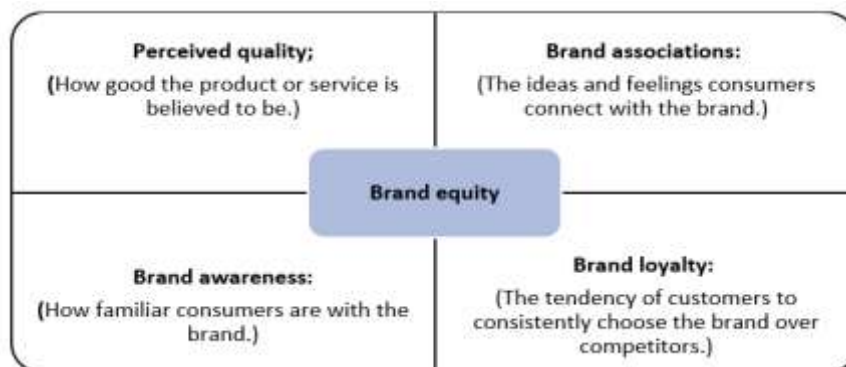 Perceived quality;
(How good the product or service is
believed to be.)
Brand associations:
(The ideas and feelings consumers
connect with the brand.)
Brand equity
Brand awareness:
(How familiar consumers are with the
brand.)
Brand loyalty:
(The tendency of customers to
consistently choose the brand over
competitors.)